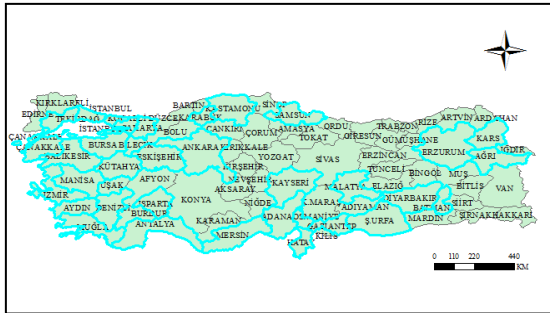 KIRKLARELİ
EDİRNE
TEKİRDAĞ
İSTANBUL
BARTIN
KASTAMONU
SİNOP
SAMSUN
KARABÜK
BOLU
ÇANKIRI
ÇORUM
AMASYA
ORDU
TOKAT
GİRESUN
TRABZON
RİZE
ARTVİN
ARDAHAN
GÜMÜŞHANE
KARS
ÇANAKKALE
ÇANAKKALE
BALIKESİR
BURSA
BİLECİK
ESKİŞEHİR
ANKARA
KIRIKKALE
YOZGAT
SİVAS
ERZİNCAN
ERZURUM
AĞRI
IĞDIR
KÜTAHYA
KIRŞEHİR
NEVŞEHİR
TUNCELİ
BİNGÖL
MUŞ
MANİSA
UŞAK
AFYON
AKSARAY
KAYSERİ
MALATYA
ELAZIĞ
BİTLİS
VAN
İZMİR
AYDIN
DENİZLİ
ISPARTA
BURDUR
KONYA
NİĞDE
K.MARAŞ
ADIYAMAN
DİYARBAKIR
BATMAN
SİİRT
MARDİN
ŞIRNAK
HAKKARİ
MUĞLA
ANTALYA
KARAMAN
MERSİN
ADANA
OSMANİYE
GAZİANTEP
KİLİS
Ş.URFA
HATA
0 110 220 440
KM